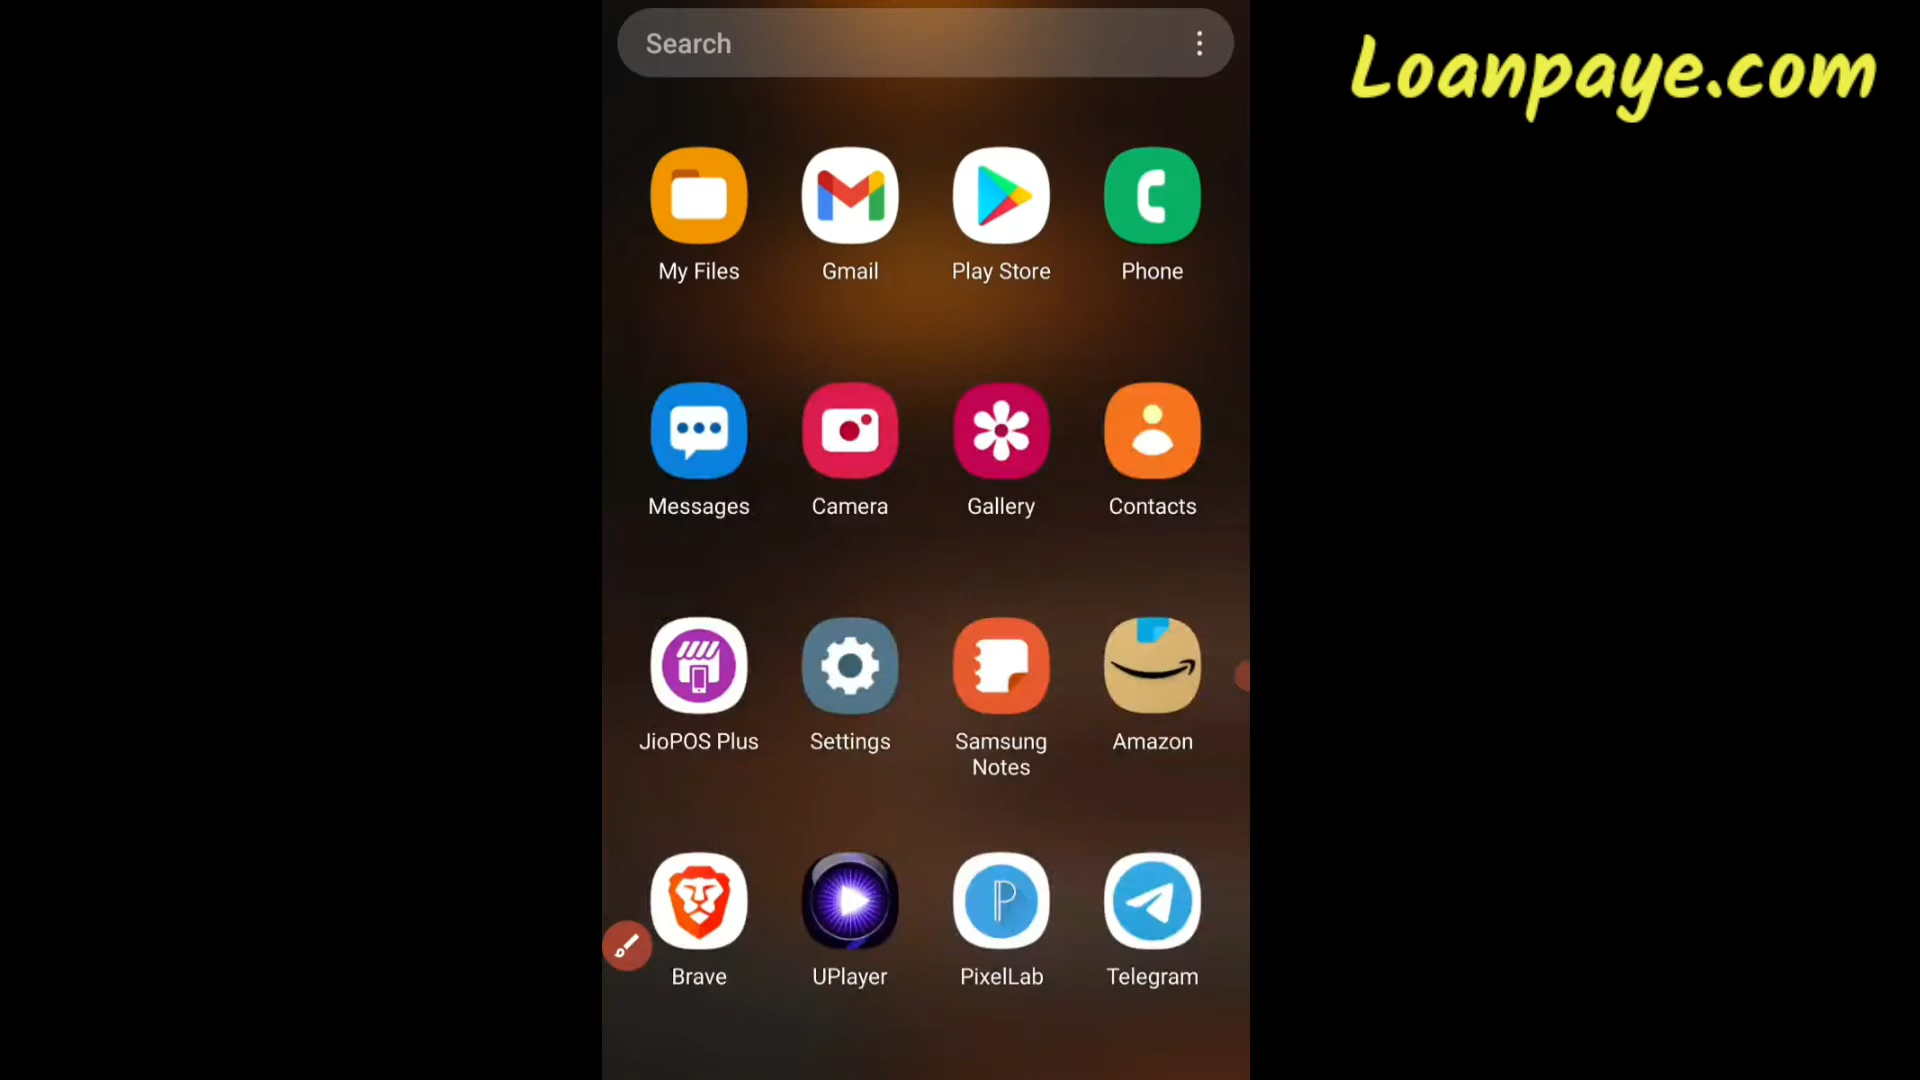 Search
Loanpaye.com
My Files
Gmail
Play Store
Phone
Messages
Camera
Gallery
Contacts
JioPOS Plus
Settings
Samsung
Notes
Amazon
Brave
UPlayer
PixelLab
Telegram